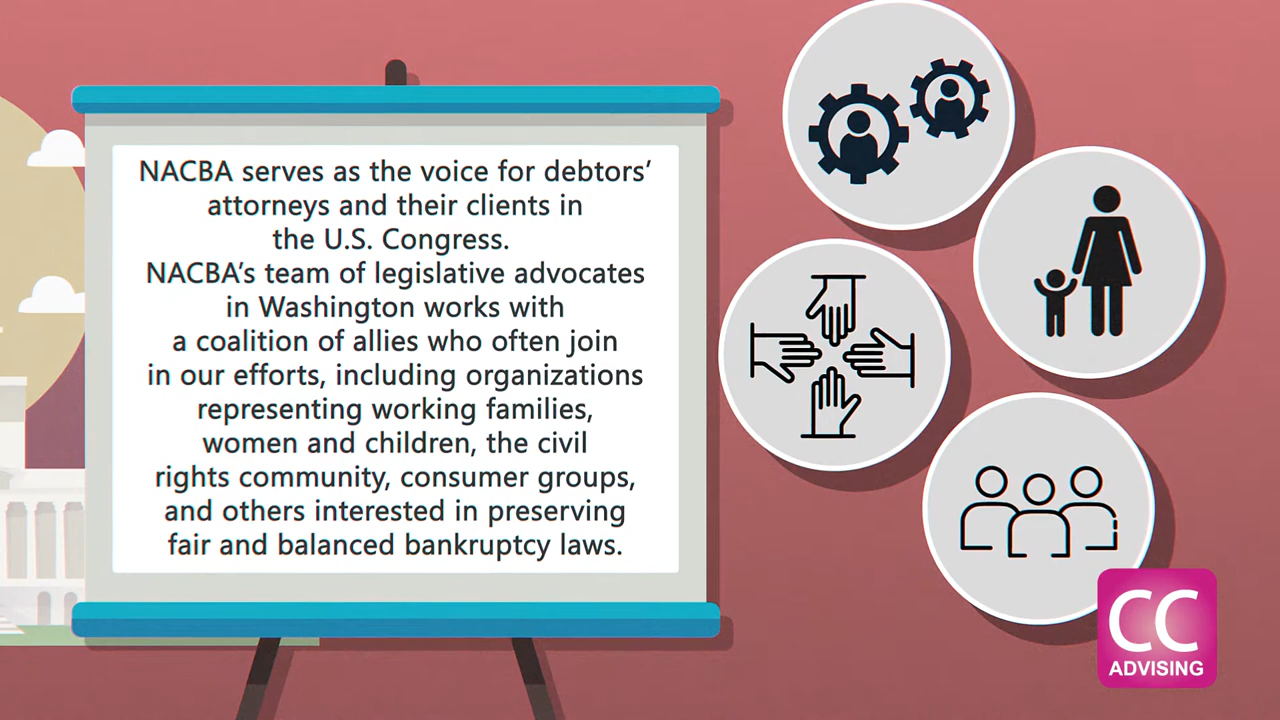 NACBA serves as the voice for debtors’
attorneys and their clients in
the U.S. Congress.
NACBA’s team of legislative advocates
in Washington works with
a coalition of allies who often join
in our efforts, including organizations
representing working families,
women and children, the civil
rights community, consumer groups,
and others interested in preserving
fair and balanced bankruptcy laws.
CC
ADVISING